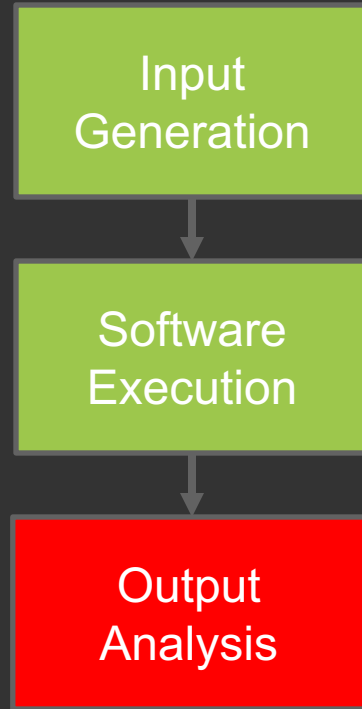 Input
Generation
Software
Execution
Output
Analysis